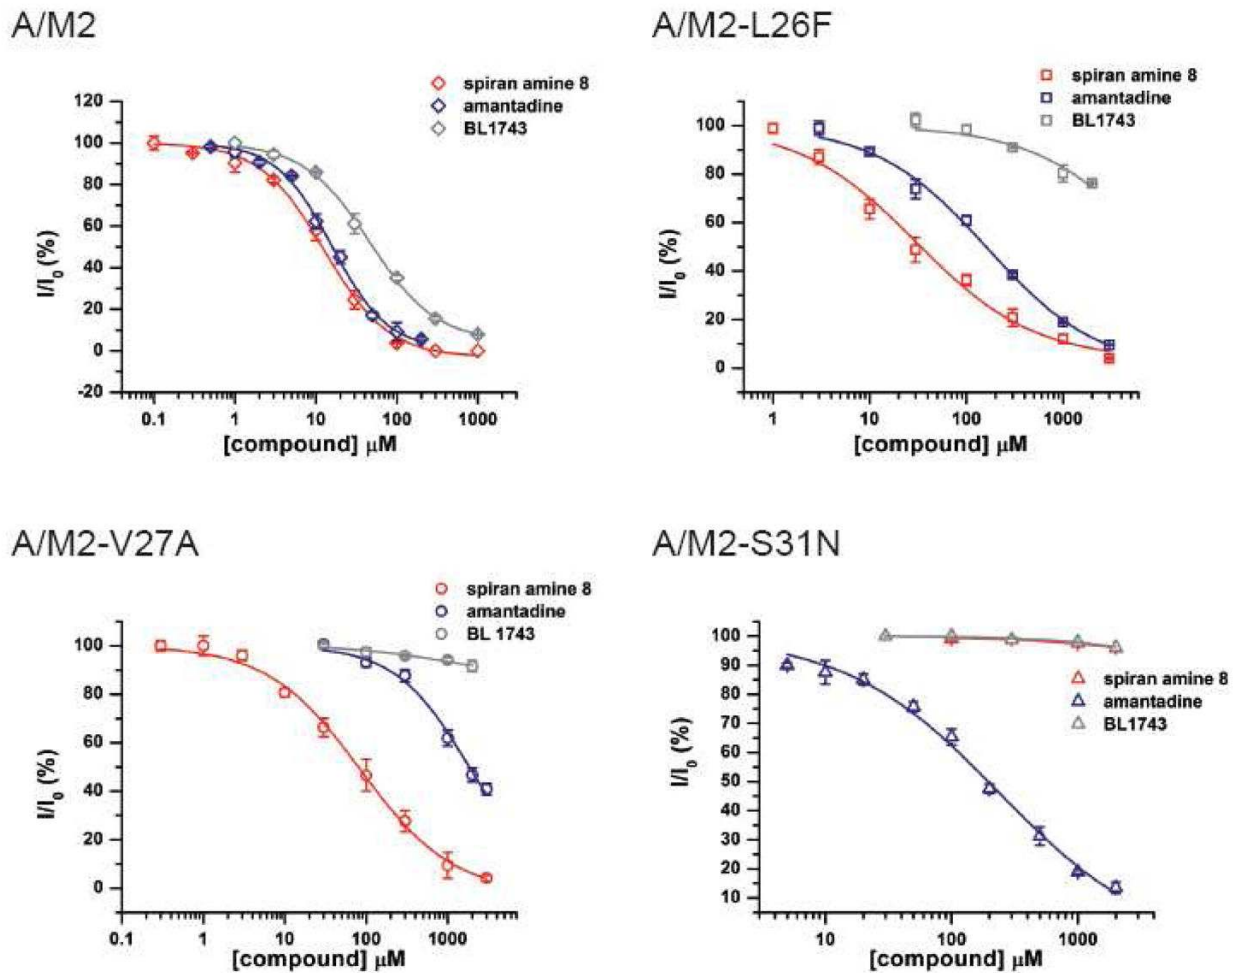 A/M2
spiran amine 8
amantadine
BL1743
120
100
80
60
40
20
0
-20
I/I₀ (%)
0.1 1 10 100 1000
[compound] μM
A/M2-L26F
spiran amine 8
amantadine
BL1743
100
80
60
40
20
0
I/I₀ (%)
1 10 100 1000
[compound] μM
A/M2-V27A
spiran amine 8
amantadine
BL 1743
100
80
60
40
20
0
I/I₀ (%)
0.1 1 10 100 1000
[compound] μM
A/M2-S31N
100
90
80
70
60
50
40
30
20
10
spiran amine 8
amantadine
BL1743
I/I₀ (%)
10 100 1000
[compound] μM